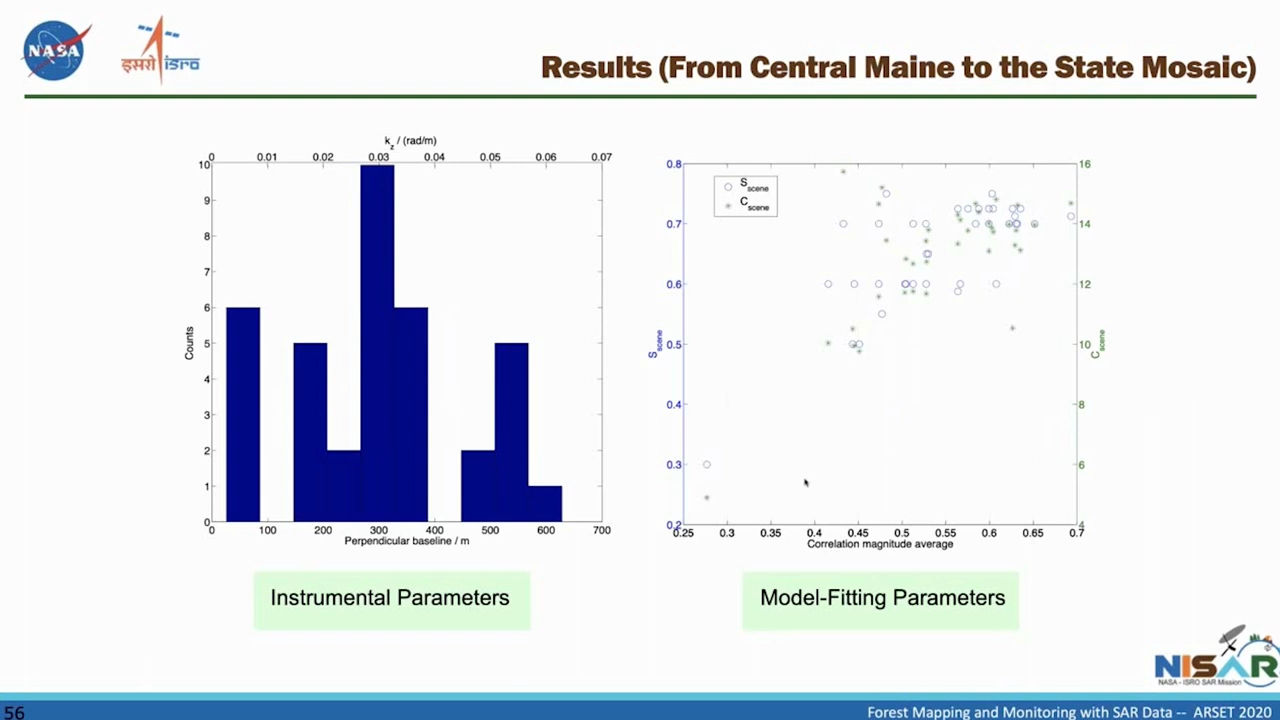 NASA
इसरो isro
Results (From Central Maine to the State Mosaic)
k_z / (rad/m)
0 0.01 0.02 0.03 0.04 0.05 0.06 0.07
10
9
8
7
6
5
4
3
2
1
0
Counts
0 100 200 300 400 500 600 700
Perpendicular baseline / m
Instrumental Parameters
0.8
0.7
0.6
0.5
0.4
0.3
0.2
S_scene
S_scene
C_scene
16
14
12
10
8
6
4
C_scene
0.25 0.3 0.35 0.4 0.45 0.5 0.55 0.6 0.65 0.7
Correlation magnitude average
Model-Fitting Parameters
NISAR
NASA - ISRO SAR Mission
56
Forest Mapping and Monitoring with SAR Data -- ARSET 2020